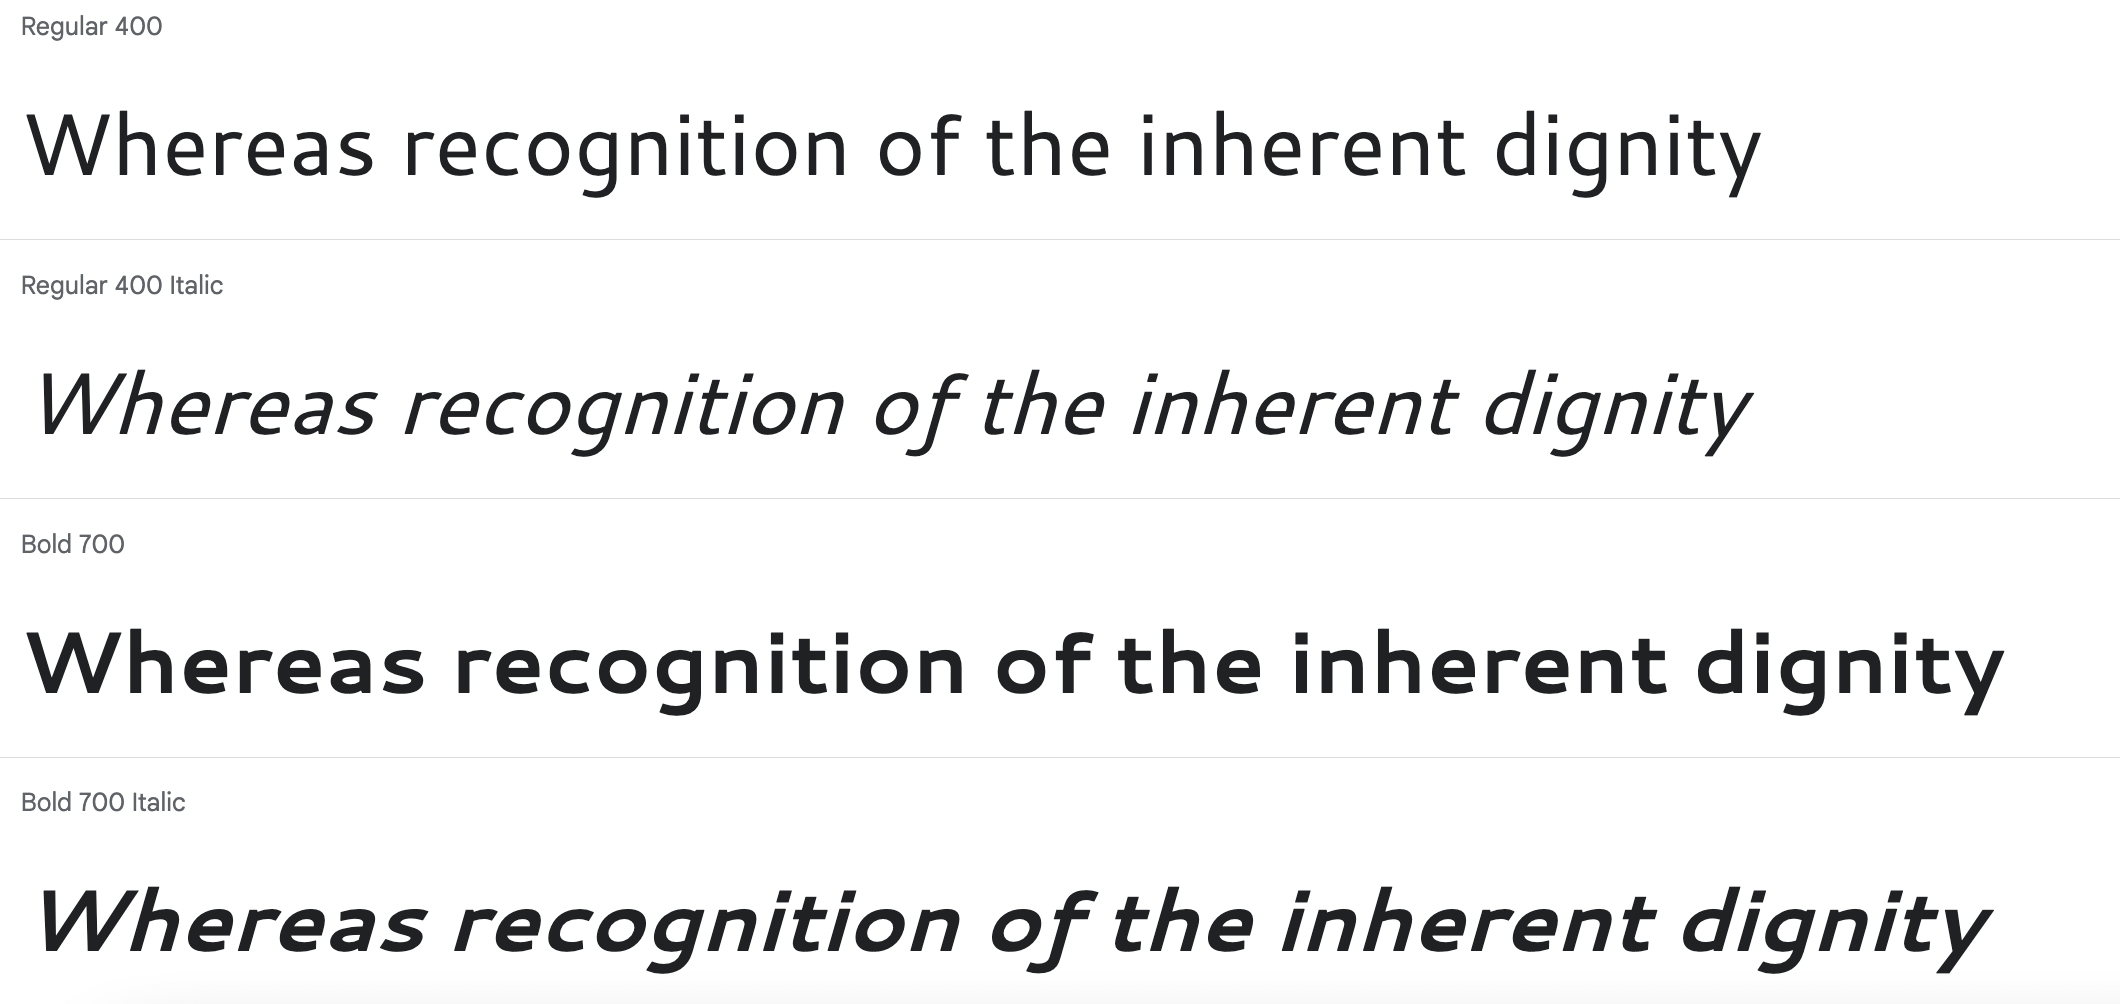 Regular 400
Whereas recognition of the inherent dignity
Regular 400 Italic
Whereas recognition of the inherent dignity
Bold 700
Whereas recognition of the inherent dignity
Bold 700 Italic
Whereas recognition of the inherent dignity